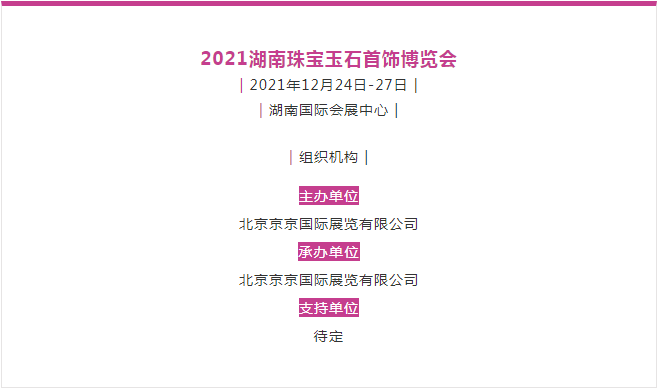 2021湖南珠宝玉石首饰博览会
| 2021年12月24日-27日 |
| 湖南国际会展中心 |
| 组织机构 |
主办单位
北京京京国际展览有限公司
承办单位
北京京京国际展览有限公司
支持单位
待定